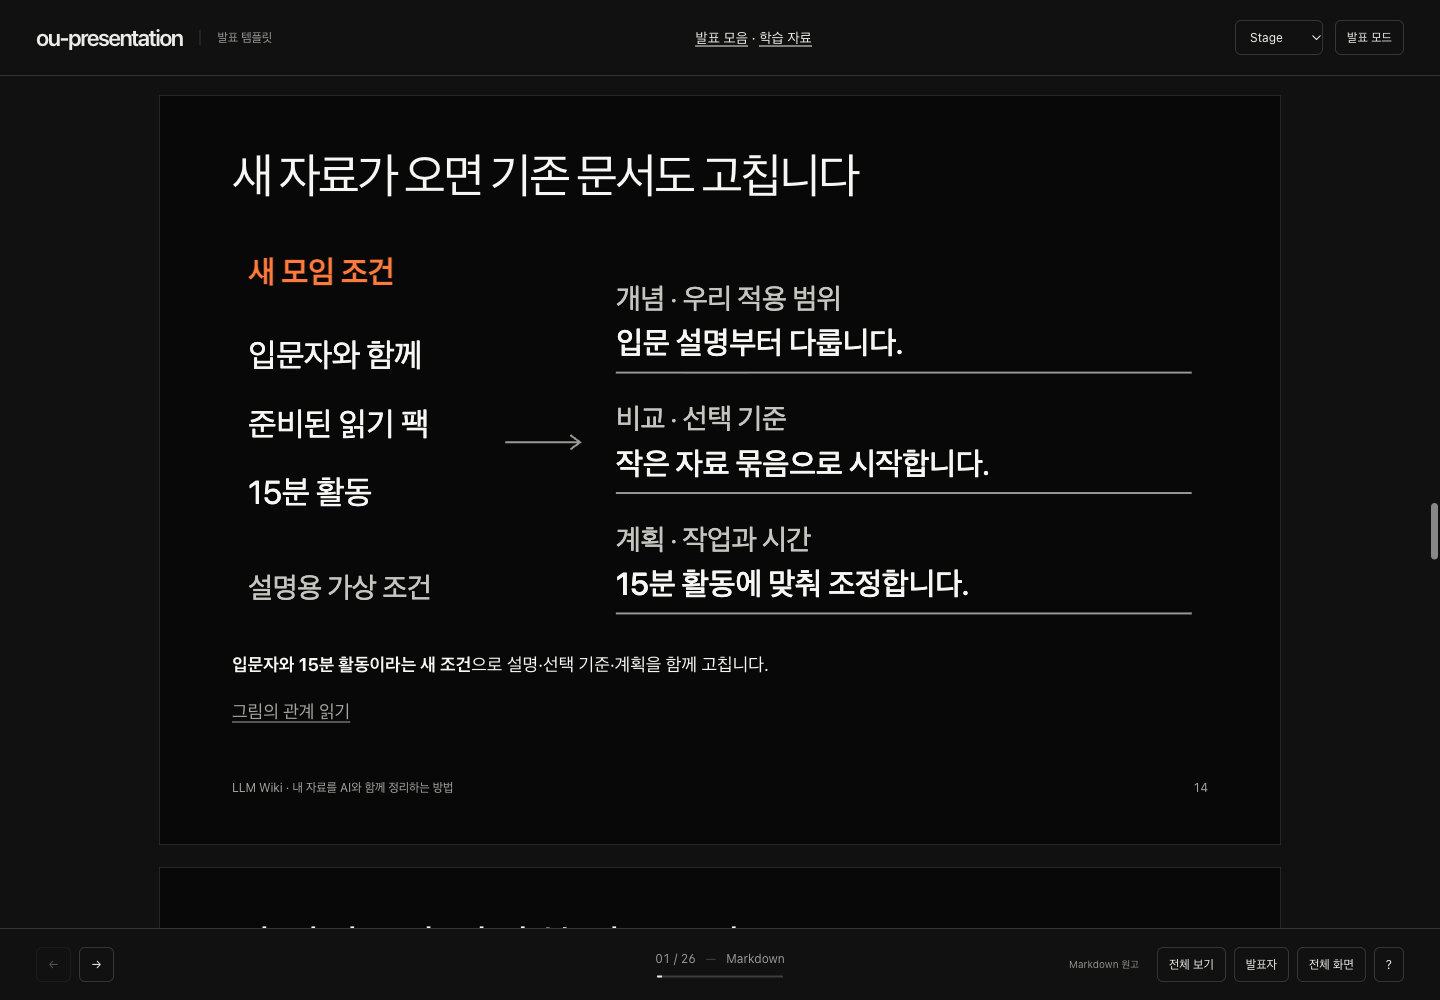 ou-presentation
발표 템플릿
발표 모음 · 학습 자료
Stage
발표 모드
새 자료가 오면 기존 문서도 고칩니다
새 모임 조건
입문자와 함께
준비된 읽기 팩
15분 활동
설명용 가상 조건
개념 · 우리 적용 범위
입문 설명부터 다룹니다.
비교 · 선택 기준
작은 자료 묶음으로 시작합니다.
계획 · 작업과 시간
15분 활동에 맞춰 조정합니다.
입문자와 15분 활동이라는 새 조건으로 설명·선택 기준·계획을 함께 고칩니다.
그림의 관계 읽기
LLM Wiki · 내 자료를 AI와 함께 정리하는 방법
14
←
→
01 / 26 — Markdown
Markdown 원고
전체 보기
발표자
전체 화면
?